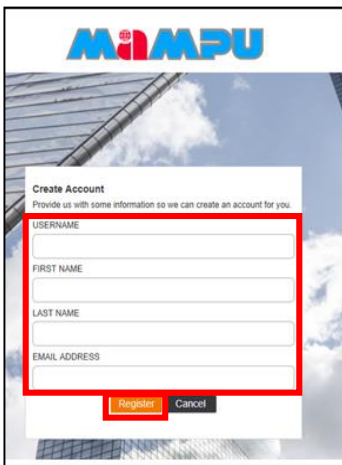 MAMPU
Create Account
Provide us with some information so we can create an account for you.
USERNAME
FIRST NAME
LAST NAME
EMAIL ADDRESS
Register Cancel